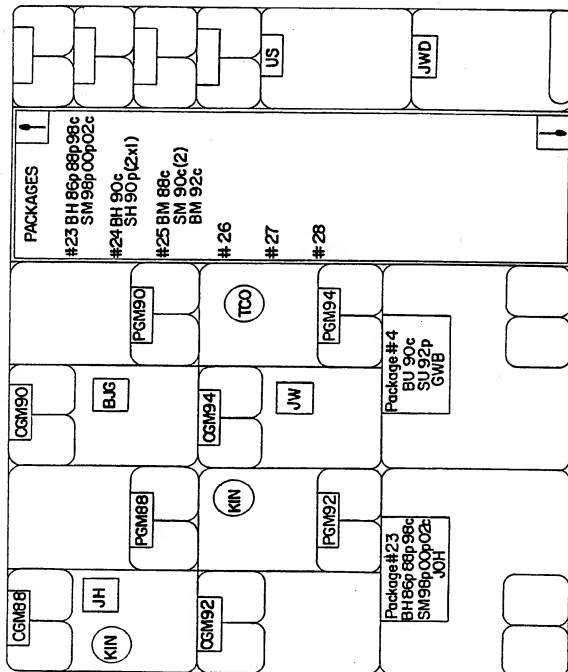 CGM88
CGM90
PACKAGES
KIN
JH
BJG
#23 BH 86p 88p 98c
SM 98p 00p 02c
#24 BH 90c
SH 90p (2x1)
PGM88
PGM90
#25 BM 88c
SM 90c (2)
BM 92c
CGM92
CGM94
#26
KIN
TCO
#27
US
JW
#28
PGM92
PGM94
Package #23
BH 86p 88p 98c
SM 98p 00p 02c
JOH
Package #4
BU 90c
SU 92p
GWB
JWD